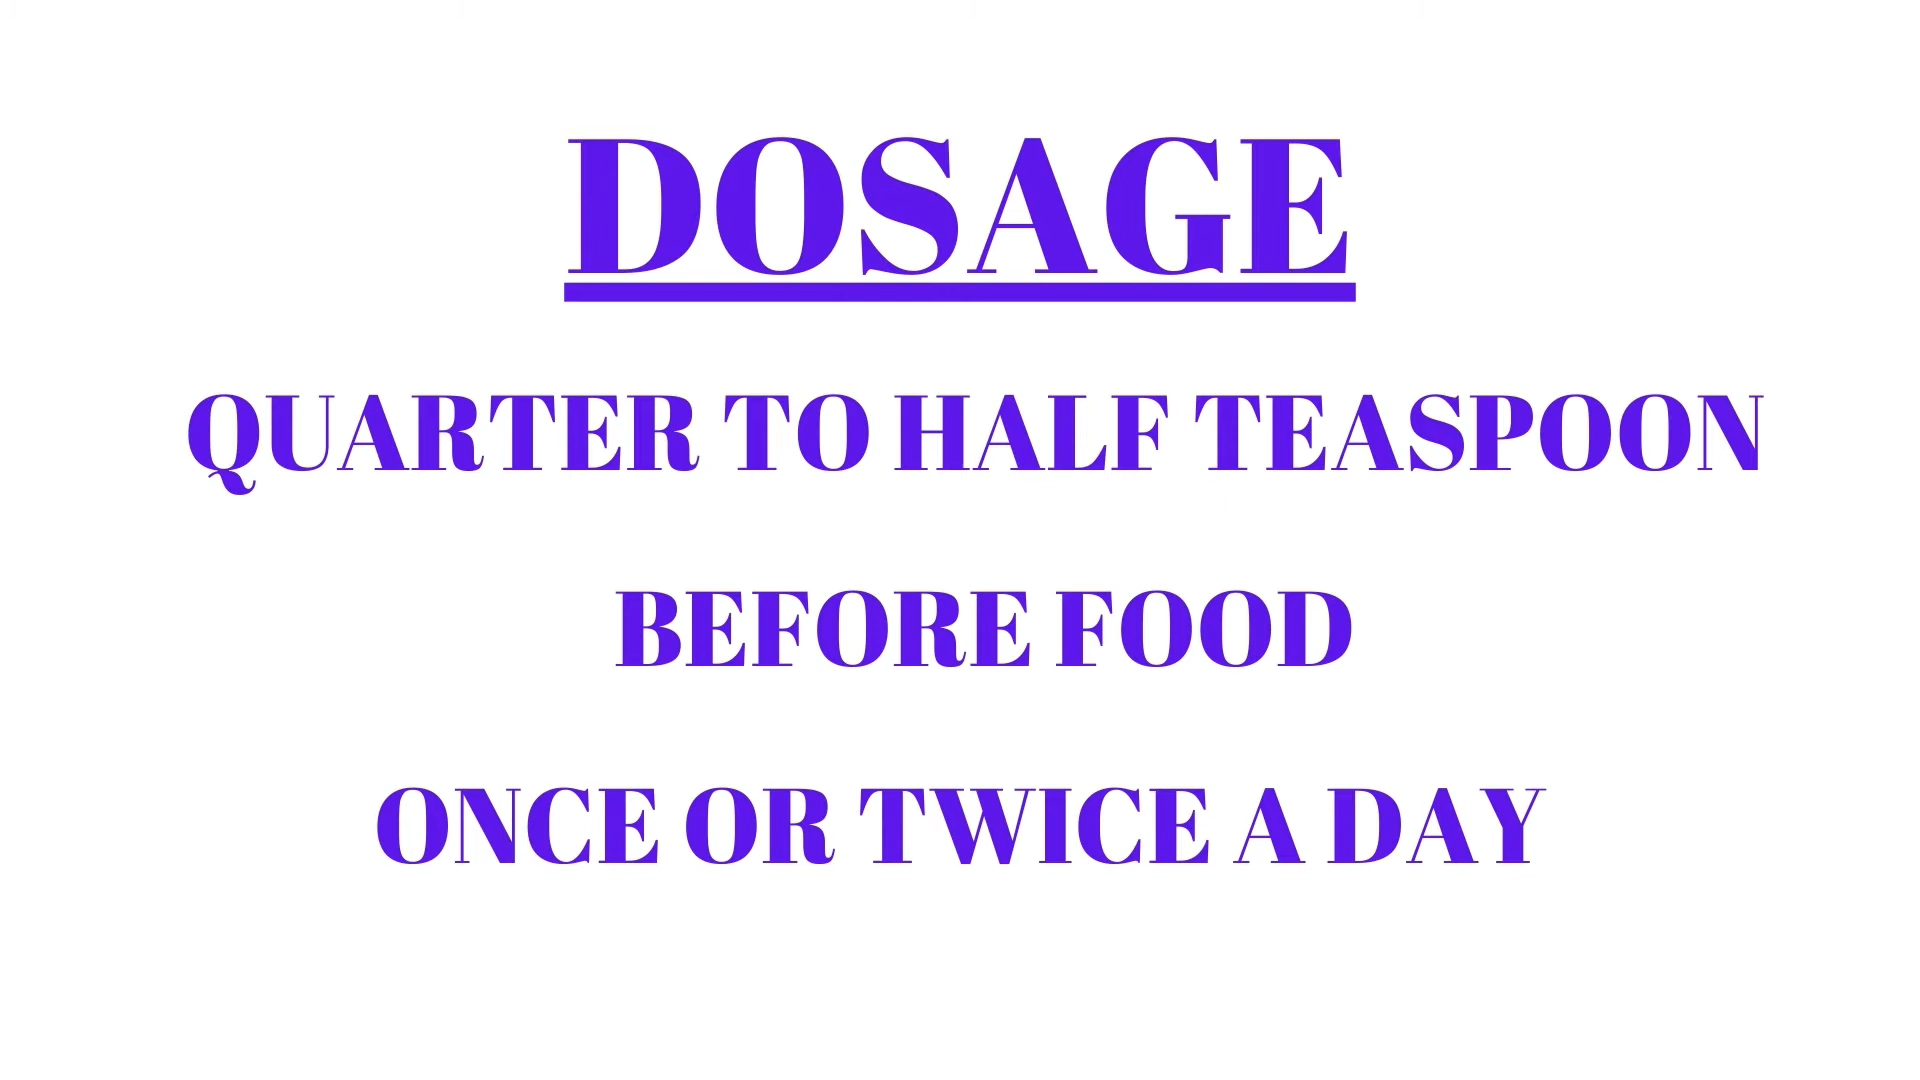 DOSAGE
QUARTER TO HALF TEASPOON
BEFORE FOOD
ONCE OR TWICE A DAY